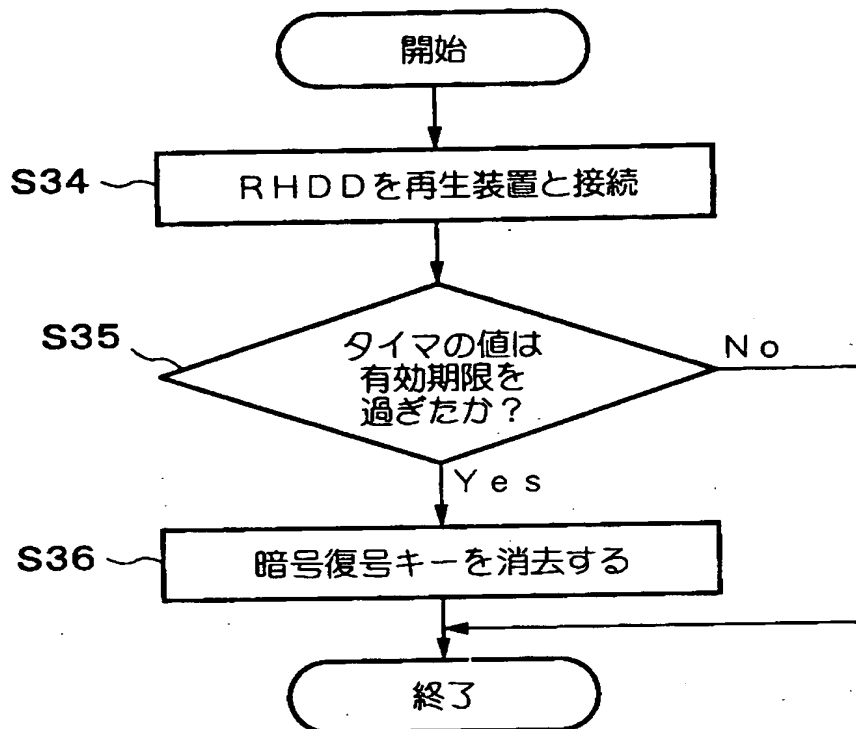 開始
S34
RHDDを再生装置と接続
S35
タイマの値は
有効期限を
過ぎたか？
No
Yes
S36
暗号復号キーを消去する
終了